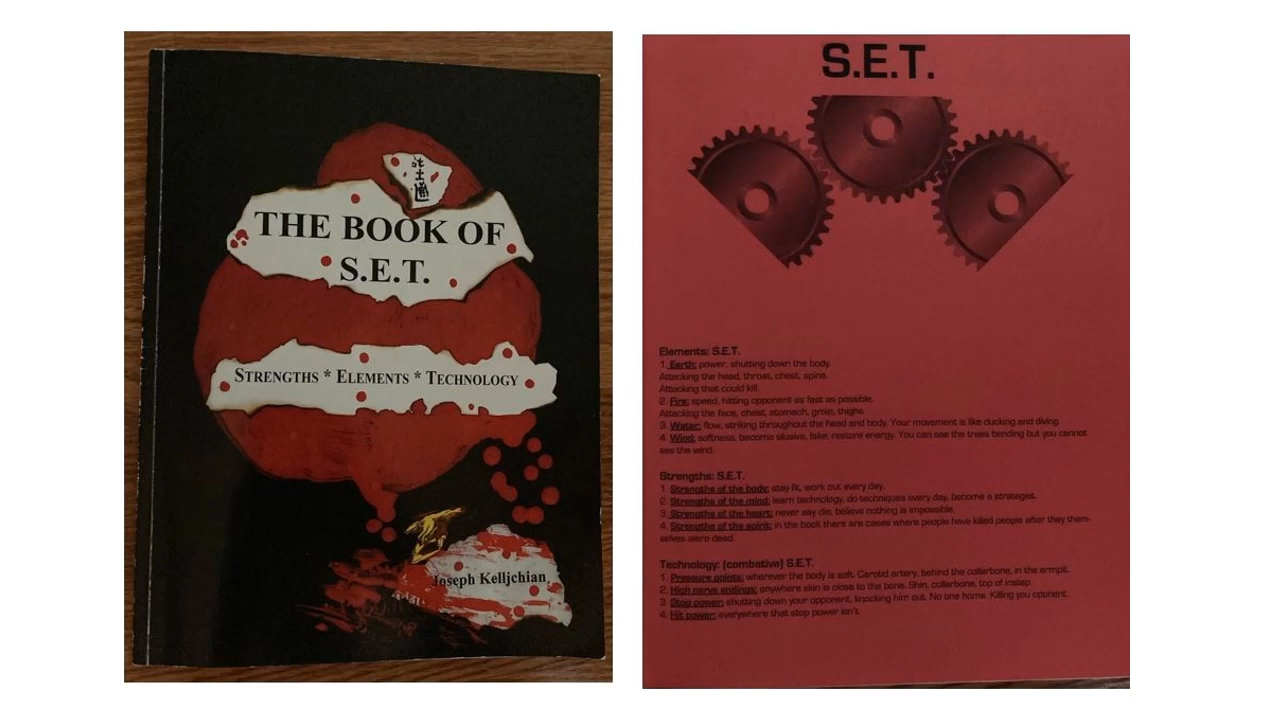 THE BOOK OF
S.E.T.
STRENGTHS * ELEMENTS * TECHNOLOGY
Joseph Kelljchian
S.E.T.
Elements: S.E.T.
1. Earth: power, shutting down the body.
Attacking the head, throat, chest, spine.
Attacking that could kill.
2. Fire: speed, hitting opponent as fast as possible.
Attacking the face, chest, stomach, groin, thighs.
3. Water: flow, striking throughout the head and body. Your movement is like ducking and diving.
4. Wind: softness, become elusive, fake, restore energy. You can see the trees bending but you cannot
see the wind.
Strengths: S.E.T.
1. Strengths of the body: stay fit, work out every day.
2. Strengths of the mind: learn technology, do techniques every day, become a strategist.
3. Strengths of the heart: never say die, believe nothing is impossible.
4. Strengths of the spirit: in the book there are cases where people have killed people after they them-
selves were dead.
Technology: (combative) S.E.T.
1. Pressure points: wherever the body is soft. Carotid artery, behind the collarbone, in the armpit.
2. High nerve endings: anywhere skin is close to the bone. Shin, collarbone, top of instep.
3. Stop power: shutting down your opponent, knocking him out. No one home. Killing you oponent.
4. Hit power: everywhere that stop power isn't.